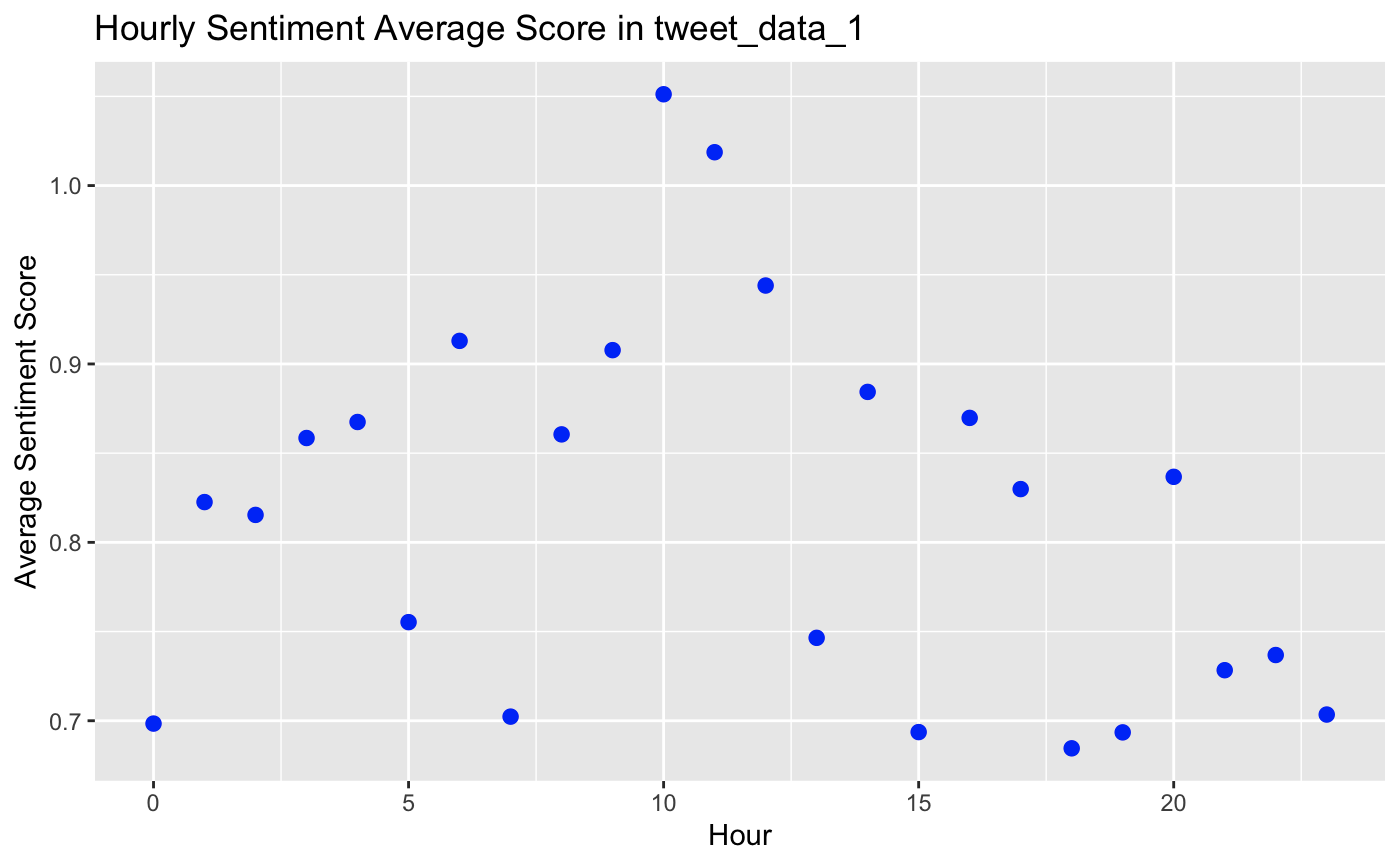 Hourly Sentiment Average Score in tweet_data_1
Average Sentiment Score
1.0
0.9
0.8
0.7
0 5 10 15 20
Hour